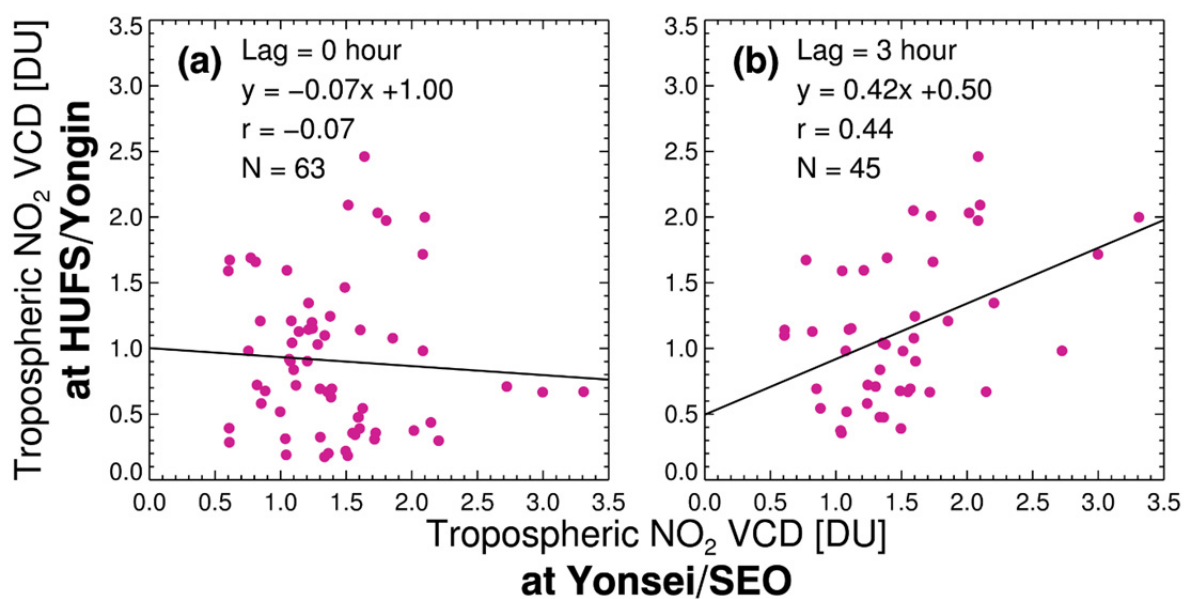 Tropospheric NO₂ VCD [DU]
at HUFS/Yongin
(a) Lag = 0 hour
y = −0.07x +1.00
r = −0.07
N = 63
3.5
3.0
2.5
2.0
1.5
1.0
0.5
0.0
0.0 0.5 1.0 1.5 2.0 2.5 3.0 3.5
(b) Lag = 3 hour
y = 0.42x +0.50
r = 0.44
N = 45
3.5
3.0
2.5
2.0
1.5
1.0
0.5
0.0
0.0 0.5 1.0 1.5 2.0 2.5 3.0 3.5
Tropospheric NO₂ VCD [DU]
at Yonsei/SEO